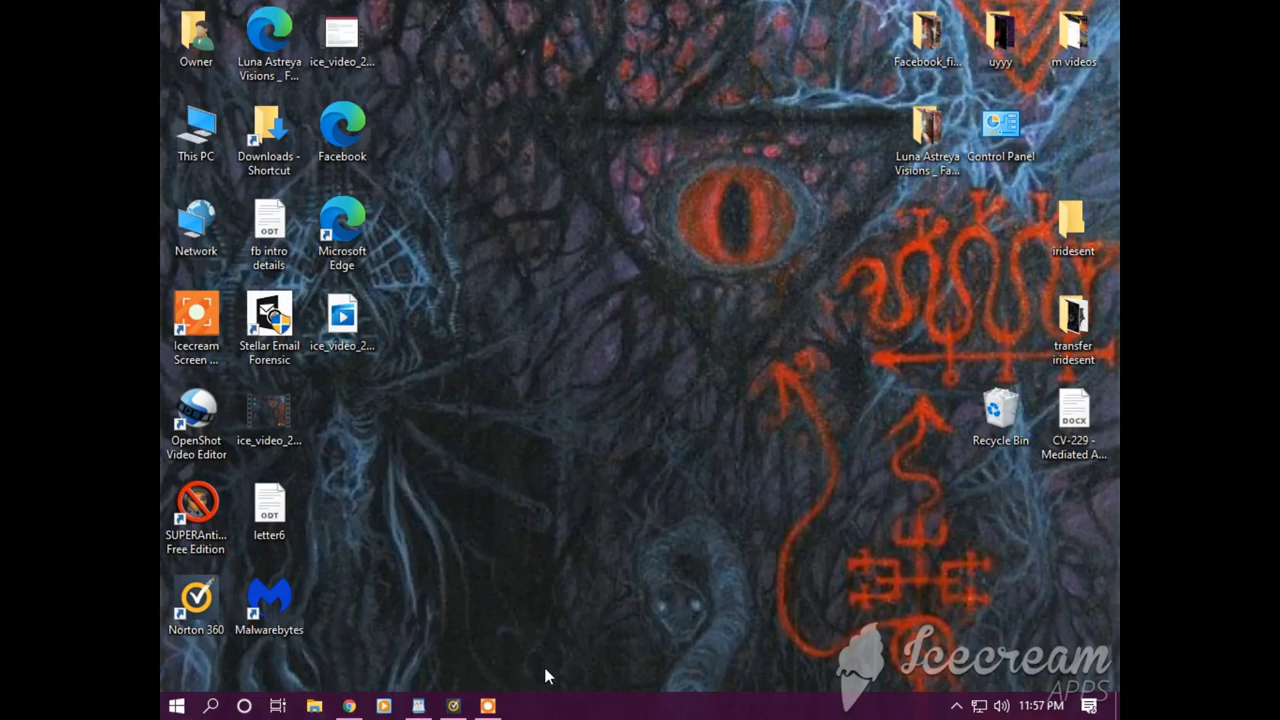 Owner
Luna Astreya
Visions _ F...
ice_video_2...
This PC
Downloads -
Shortcut
Facebook
Network
fb intro
details
ODT
Microsoft
Edge
Icecream
Screen ...
Stellar Email
Forensic
ice_video_2...
OpenShot
Video Editor
ice_video_2...
SUPERAnti...
Free Edition
ODT
letter6
Norton 360
Malwarebytes
Facebook_fi...
uyyy
m videos
Luna Astreya
Visions _ Fa...
Control Panel
iridesent
transfer
iridesent
Recycle Bin
DOCX
CV-229 -
Mediated A...
Icecream
APPS
11:57 PM